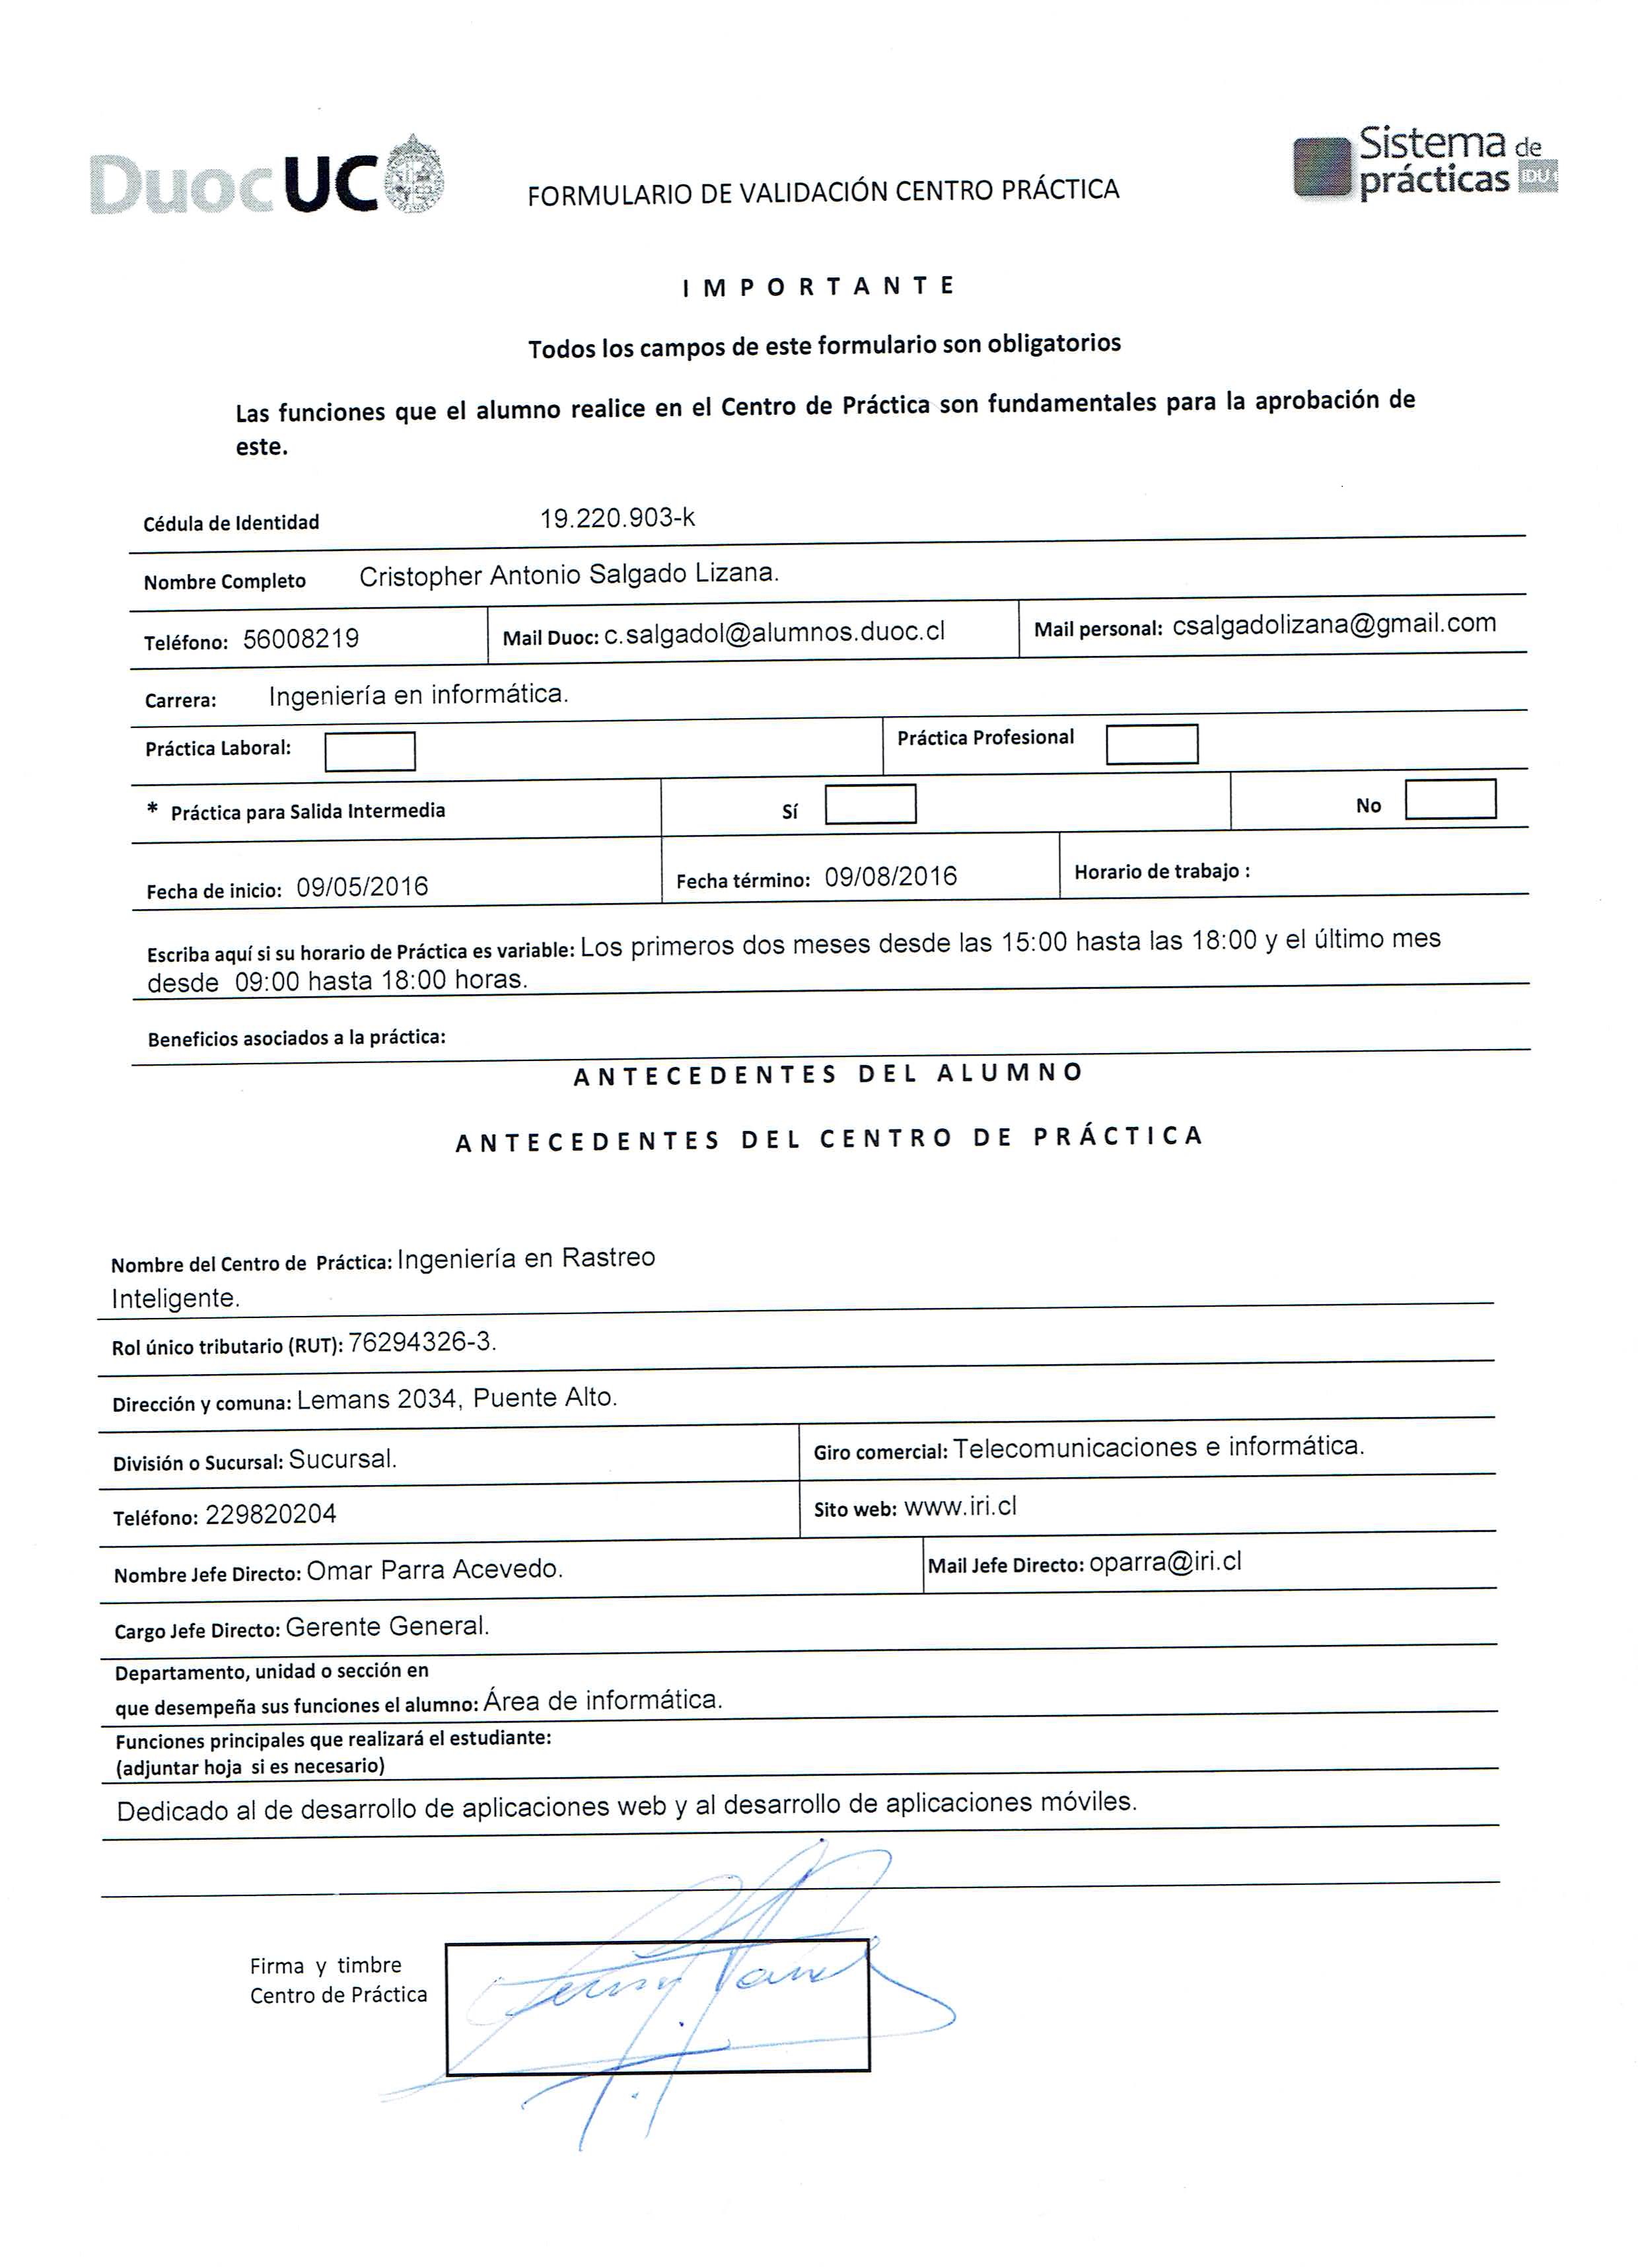 Duoc UC
FORMULARIO DE VALIDACIÓN CENTRO PRÁCTICA
Sistema de
prácticas
IMPORTANTE
Todos los campos de este formulario son obligatorios
Las funciones que el alumno realice en el Centro de Práctica son fundamentales para la aprobación de
este.
Cédula de Identidad 19.220.903-k
Nombre Completo Cristopher Antonio Salgado Lizana.
Teléfono: 56008219 Mail Duoc: c.salgadol@alumnos.duoc.cl Mail personal: csalgadolizana@gmail.com
Carrera: Ingeniería en informática.
Práctica Laboral: Práctica Profesional
* Práctica para Salida Intermedia Sí No
Fecha de inicio: 09/05/2016 Fecha término: 09/08/2016 Horario de trabajo :
Escriba aquí si su horario de Práctica es variable: Los primeros dos meses desde las 15:00 hasta las 18:00 y el último mes
desde 09:00 hasta 18:00 horas.
Beneficios asociados a la práctica:
ANTECEDENTES DEL ALUMNO
ANTECEDENTES DEL CENTRO DE PRÁCTICA
Nombre del Centro de Práctica: Ingeniería en Rastreo
Inteligente.
Rol único tributario (RUT): 76294326-3.
Dirección y comuna: Lemans 2034, Puente Alto.
División o Sucursal: Sucursal. Giro comercial: Telecomunicaciones e informática.
Teléfono: 229820204 Sito web: www.iri.cl
Nombre Jefe Directo: Omar Parra Acevedo. Mail Jefe Directo: oparra@iri.cl
Cargo Jefe Directo: Gerente General.
Departamento, unidad o sección en
que desempeña sus funciones el alumno: Área de informática.
Funciones principales que realizará el estudiante:
(adjuntar hoja si es necesario)
Dedicado al de desarrollo de aplicaciones web y al desarrollo de aplicaciones móviles.
Firma y timbre
Centro de Práctica